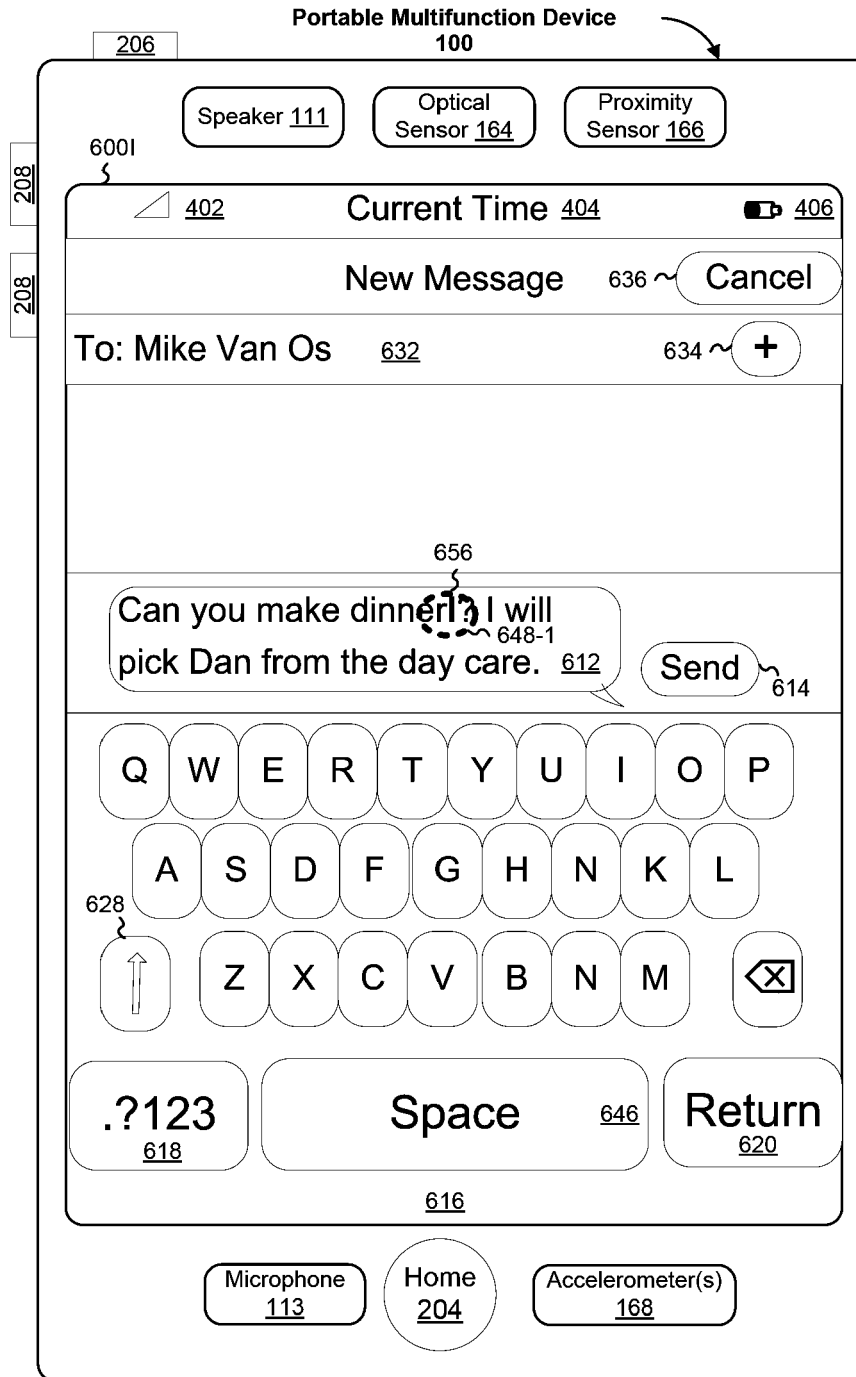 Portable Multifunction Device
100
206
Speaker 111
Optical
Sensor 164
Proximity
Sensor 166
600I
208
208
402
Current Time 404
406
New Message
636
Cancel
To: Mike Van Os
632
634
+
656
Can you make dinner? I will
648-1
pick Dan from the day care. 612
Send
614
Q W E R T Y U I O P
A S D F G H N K L
628
Z X C V B N M
.?123
618
Space 646
Return
620
616
Microphone
113
Home
204
Accelerometer(s)
168